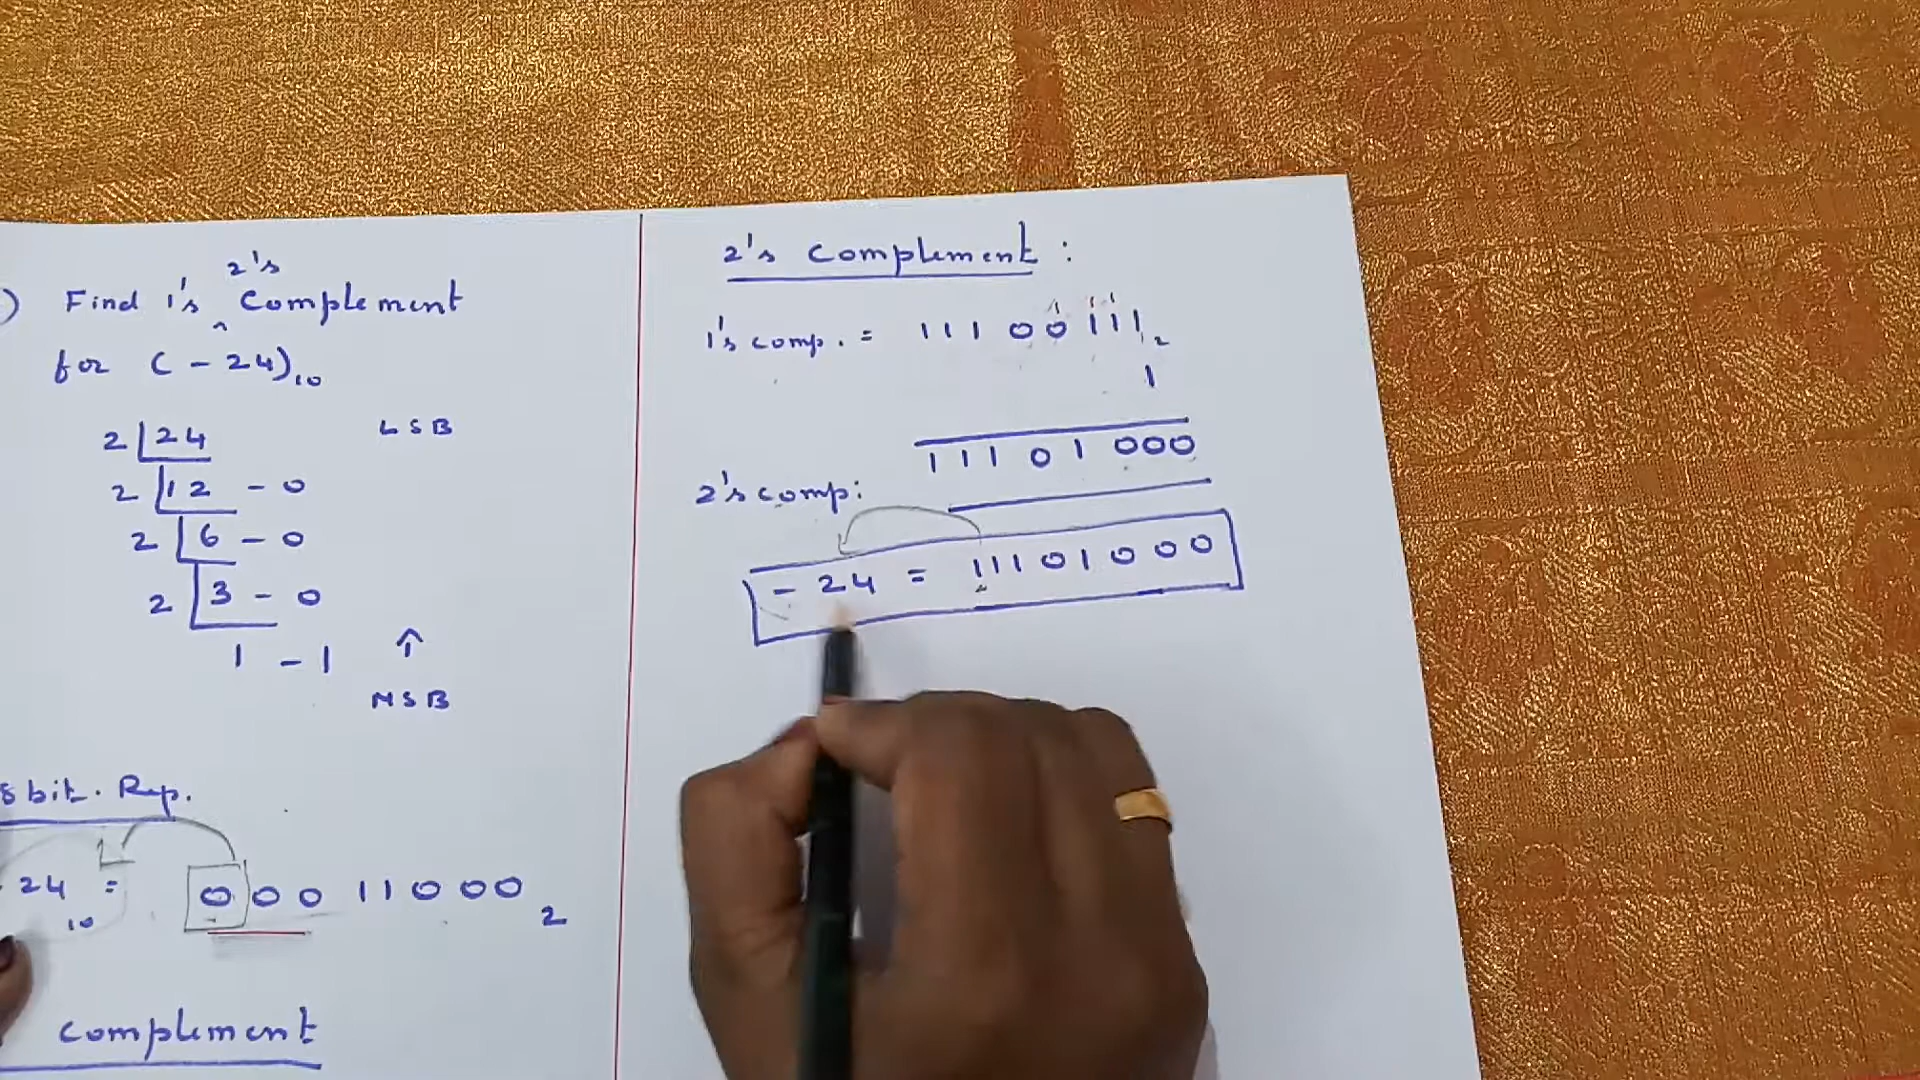 2's
) Find 1's ^ Complement
for (- 24)10
2 24 LSB
2 12 - 0
2 6 - 0
2 3 - 0
1 - 1 ↑
MSB
8 bit. Rep.
24 10 = 0 0 0 1 1 0 0 0 2
Complement
2's Complement :
1's comp. = 1 1 1 0 0 1 1 1 2
1
1 1 1 0 1 0 0 0
2's comp:
- 24 = 1 1 1 0 1 0 0 0